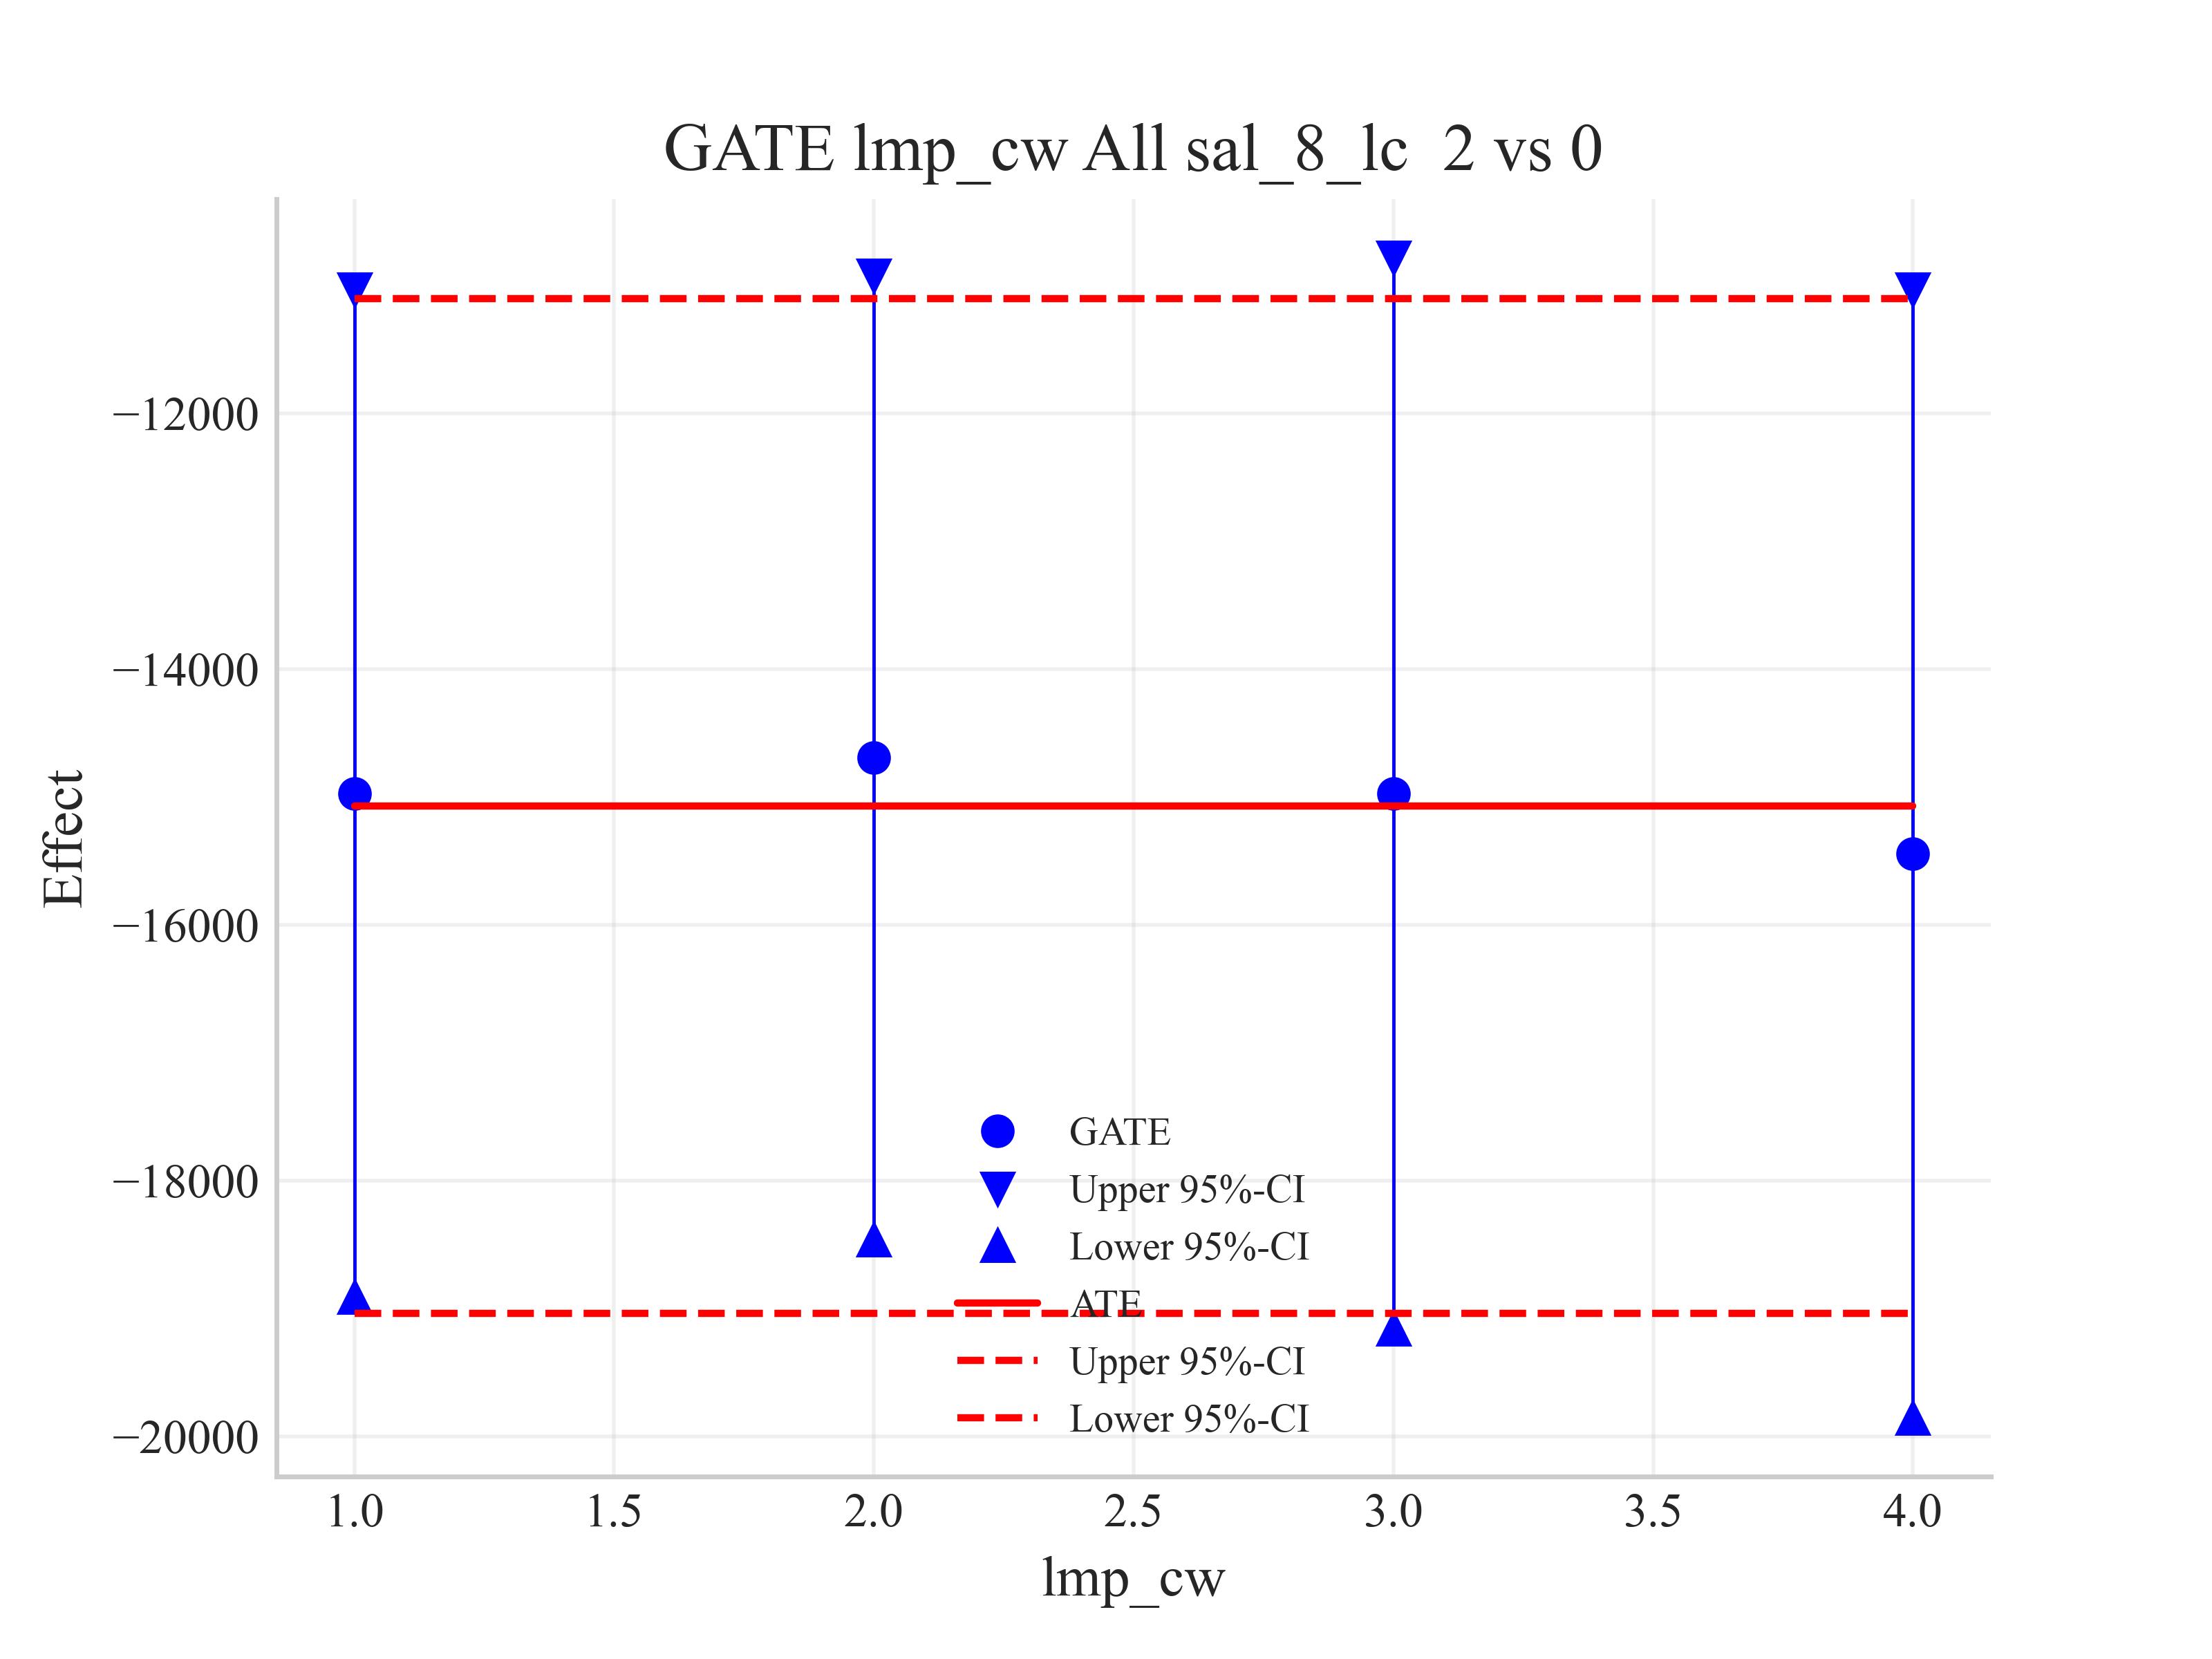 GATE lmp_cw All sal_8_lc  2 vs 0
Effect
−12000
−14000
−16000
−18000
−20000
GATE
Upper 95%-CI
Lower 95%-CI
ATE
Upper 95%-CI
Lower 95%-CI
1.0 1.5 2.0 2.5 3.0 3.5 4.0
lmp_cw